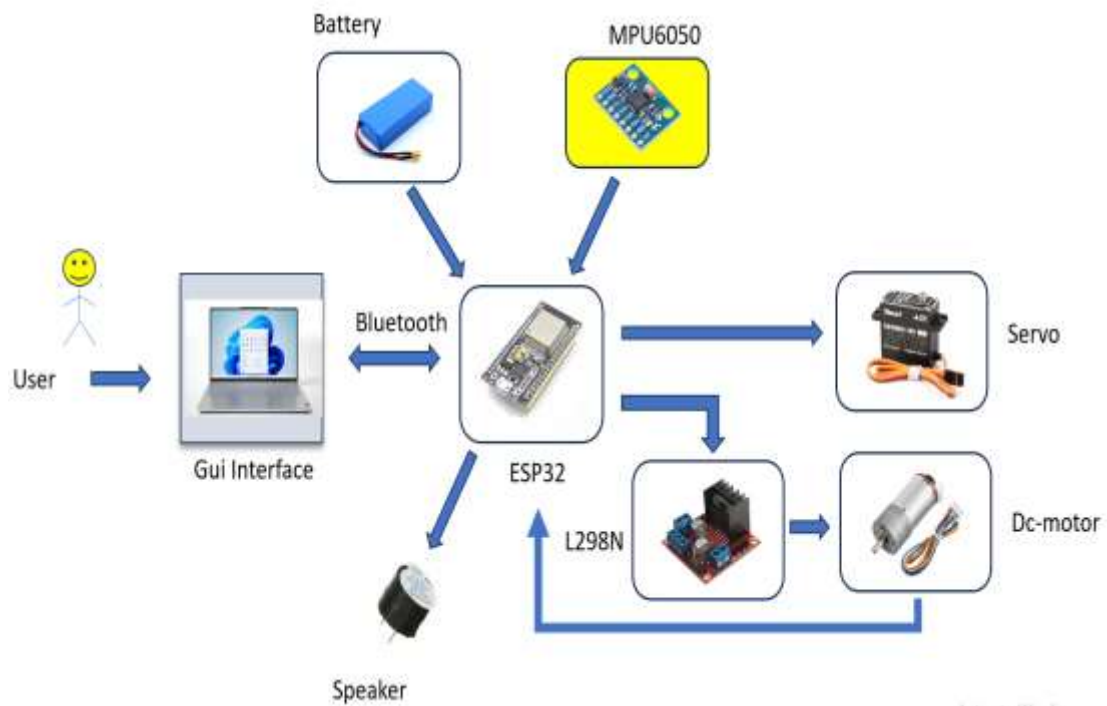 Battery
MPU6050
Bluetooth
Servo
User
Gui Interface
ESP32
L298N
Dc-motor
Speaker